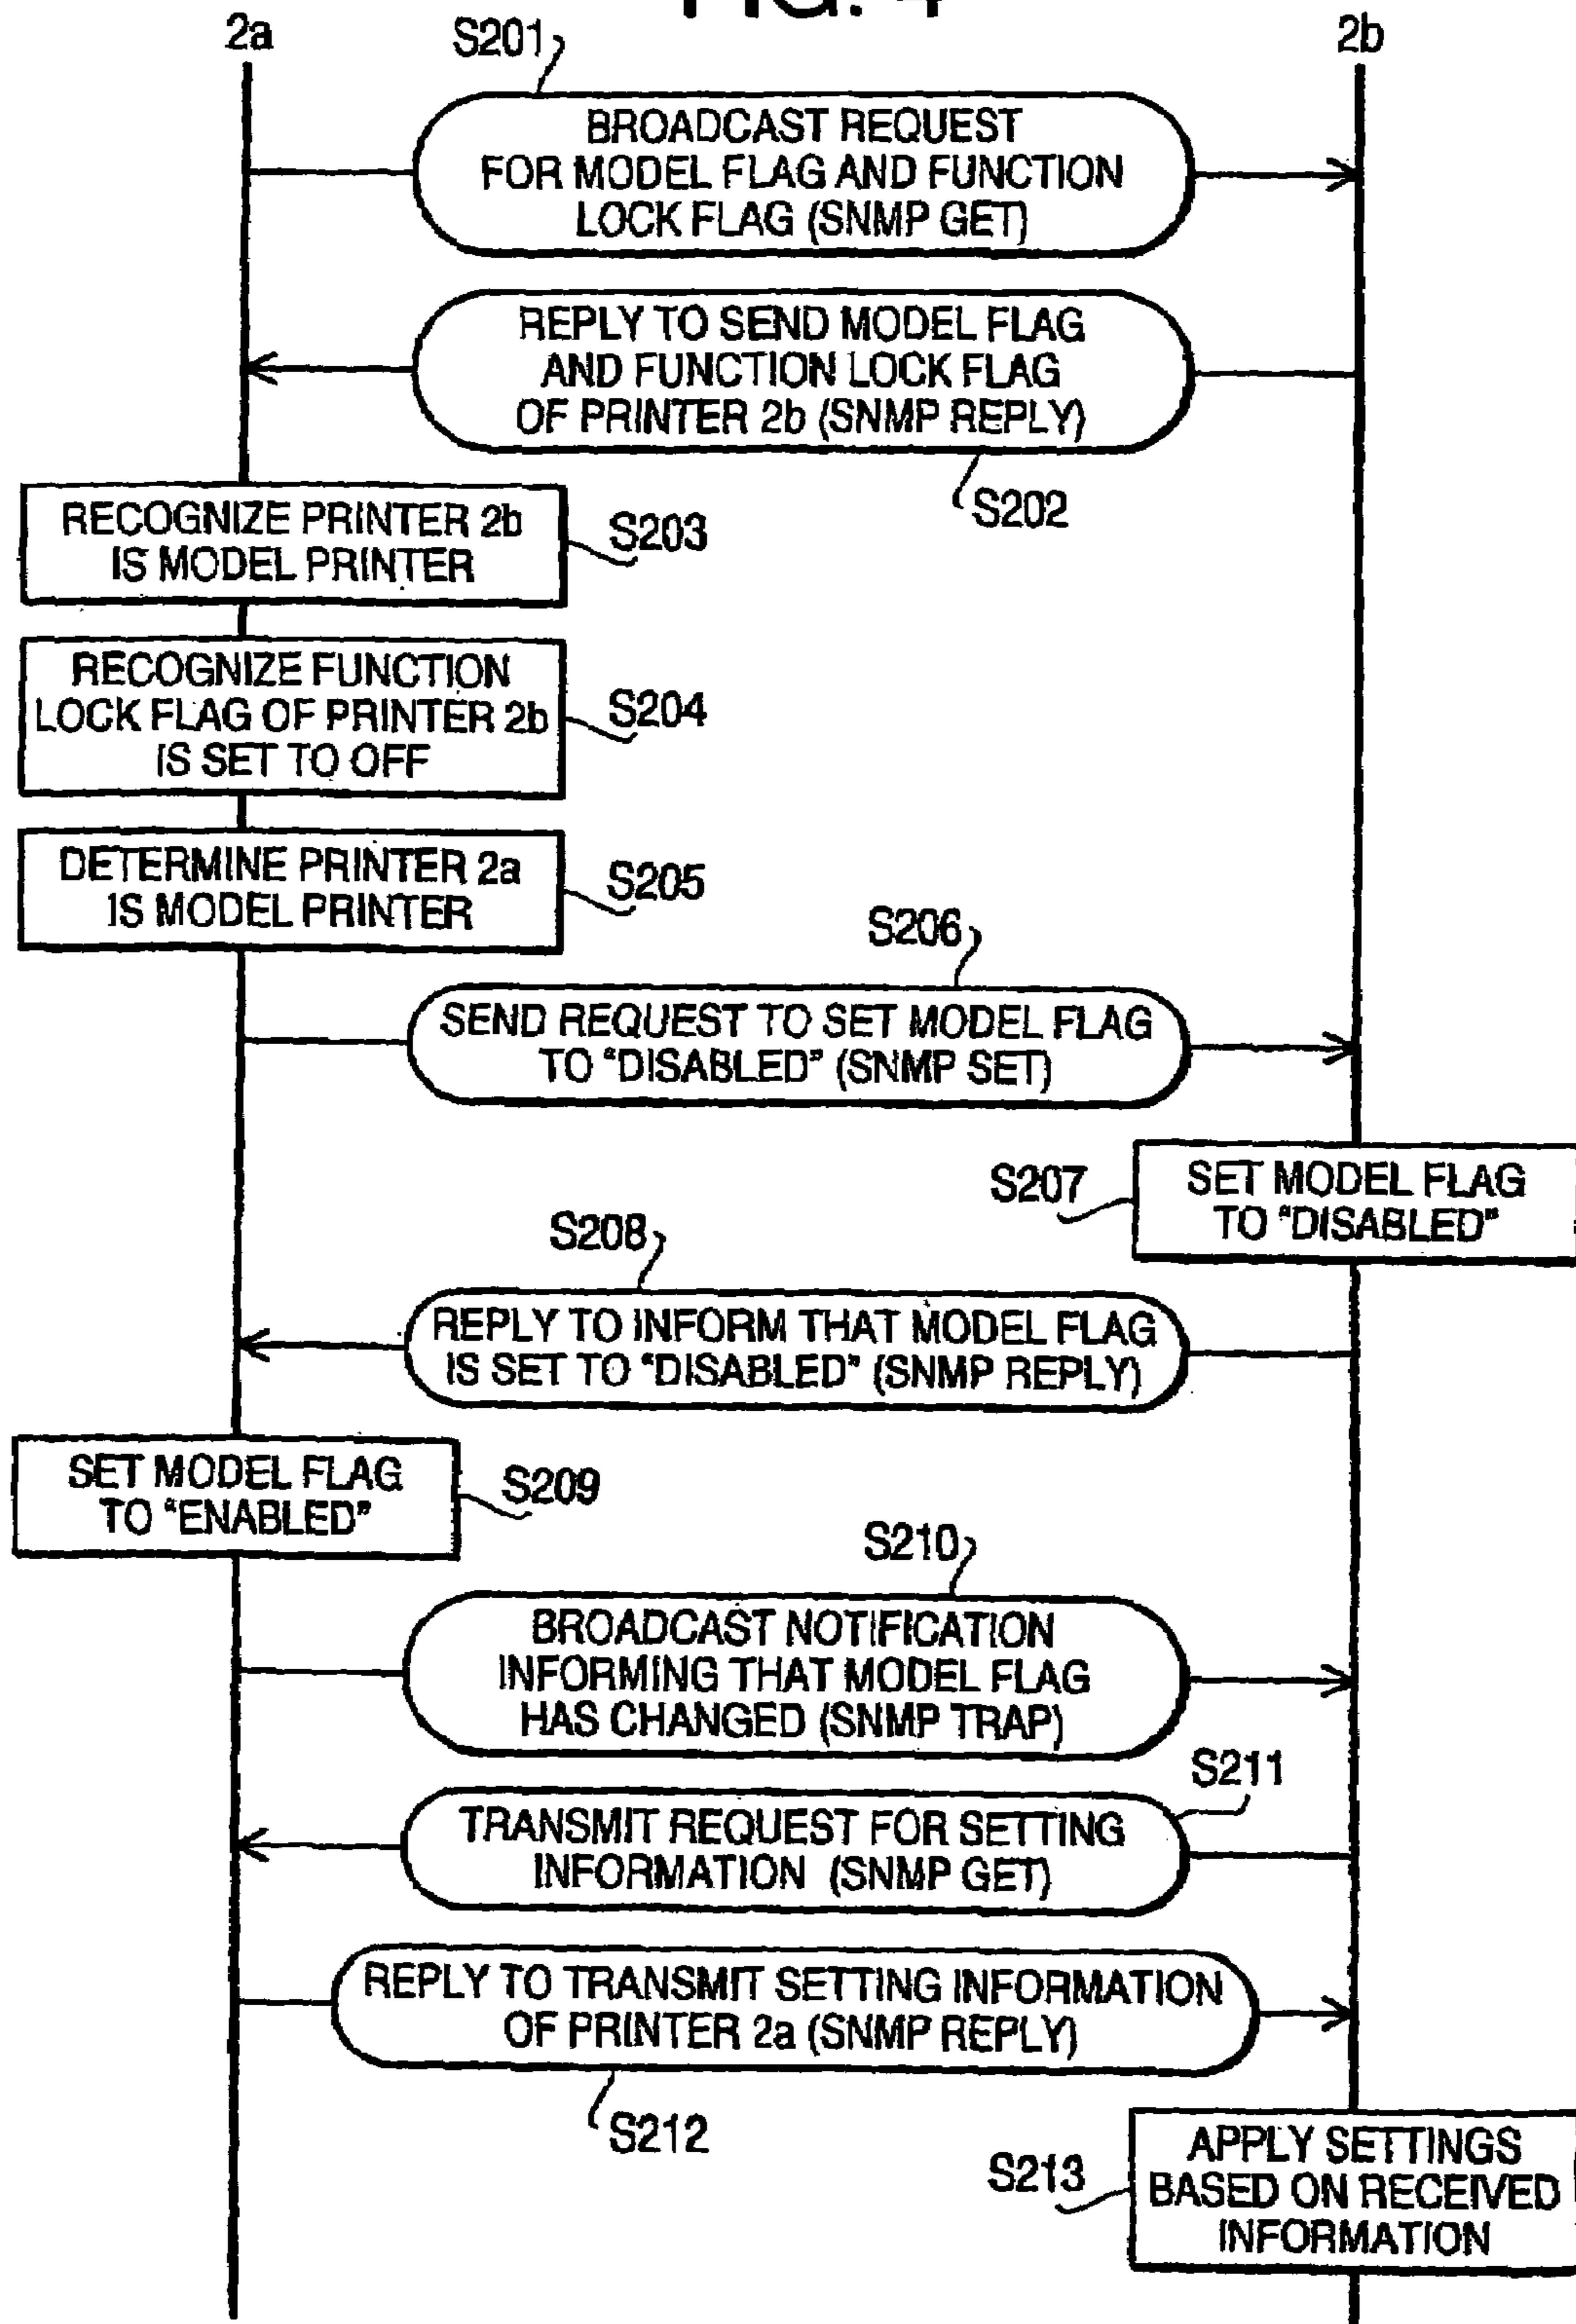 FIG. 4
2a
S201
2b
BROADCAST REQUEST
FOR MODEL FLAG AND FUNCTION
LOCK FLAG (SNMP GET)
REPLY TO SEND MODEL FLAG
AND FUNCTION LOCK FLAG
OF PRINTER 2b (SNMP REPLY)
S202
RECOGNIZE PRINTER 2b
IS MODEL PRINTER
S203
RECOGNIZE FUNCTION
LOCK FLAG OF PRINTER 2b
IS SET TO OFF
S204
DETERMINE PRINTER 2a
IS MODEL PRINTER
S205
S206
SEND REQUEST TO SET MODEL FLAG
TO "DISABLED" (SNMP SET)
S207
SET MODEL FLAG
TO "DISABLED"
S208
REPLY TO INFORM THAT MODEL FLAG
IS SET TO "DISABLED" (SNMP REPLY)
SET MODEL FLAG
TO "ENABLED"
S209
S210
BROADCAST NOTIFICATION
INFORMING THAT MODEL FLAG
HAS CHANGED (SNMP TRAP)
S211
TRANSMIT REQUEST FOR SETTING
INFORMATION (SNMP GET)
REPLY TO TRANSMIT SETTING INFORMATION
OF PRINTER 2a (SNMP REPLY)
S212
S213
APPLY SETTINGS
BASED ON RECEIVED
INFORMATION